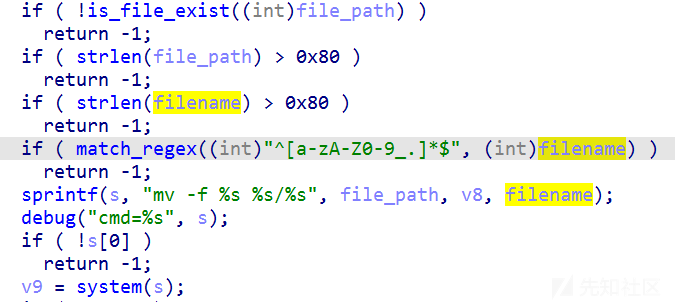 if ( !is_file_exist((int)file_path) )
return -1;
if ( strlen(file_path) > 0x80 )
return -1;
if ( strlen(filename) > 0x80 )
return -1;
if ( match_regex((int)"^[a-zA-Z0-9_.]*$", (int)filename) )
return -1;
sprintf(s, "mv -f %s %s/%s", file_path, v8, filename);
debug("cmd=%s", s);
if ( !s[0] )
return -1;
v9 = system(s);
先知社区